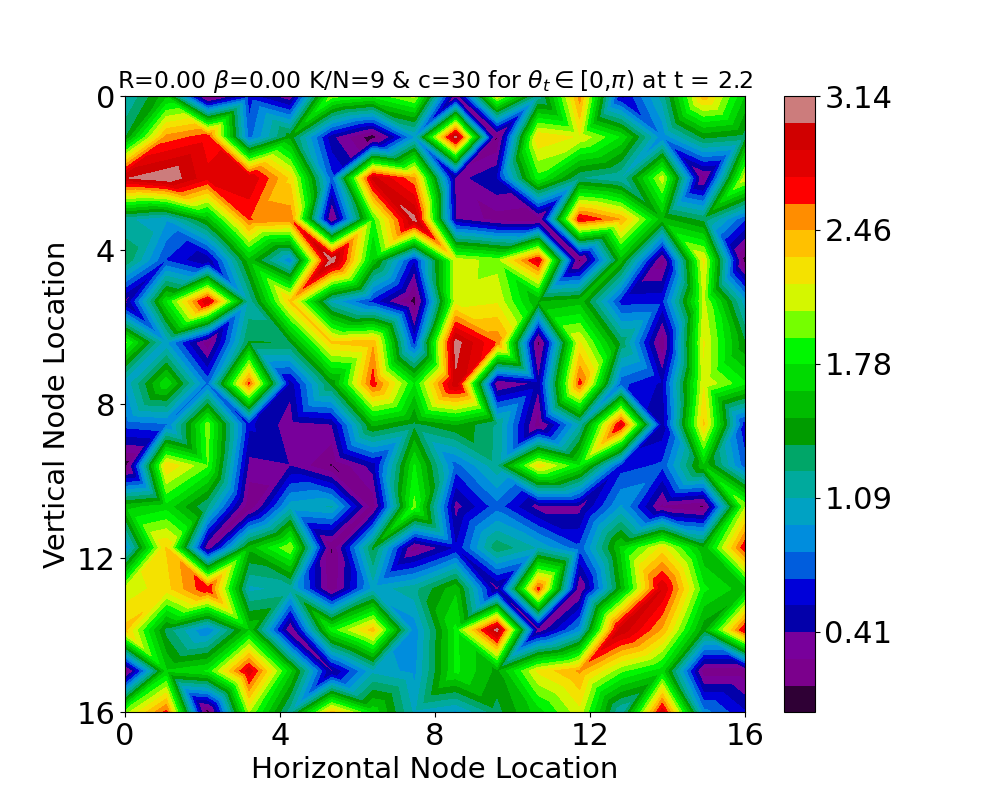 R=0.00 β=0.00 K/N=9 & c=30 for θₜ ∈ [0,π) at t = 2.2
0
4
8
12
16
0 4 8 12 16
Vertical Node Location
Horizontal Node Location
3.14
2.46
1.78
1.09
0.41